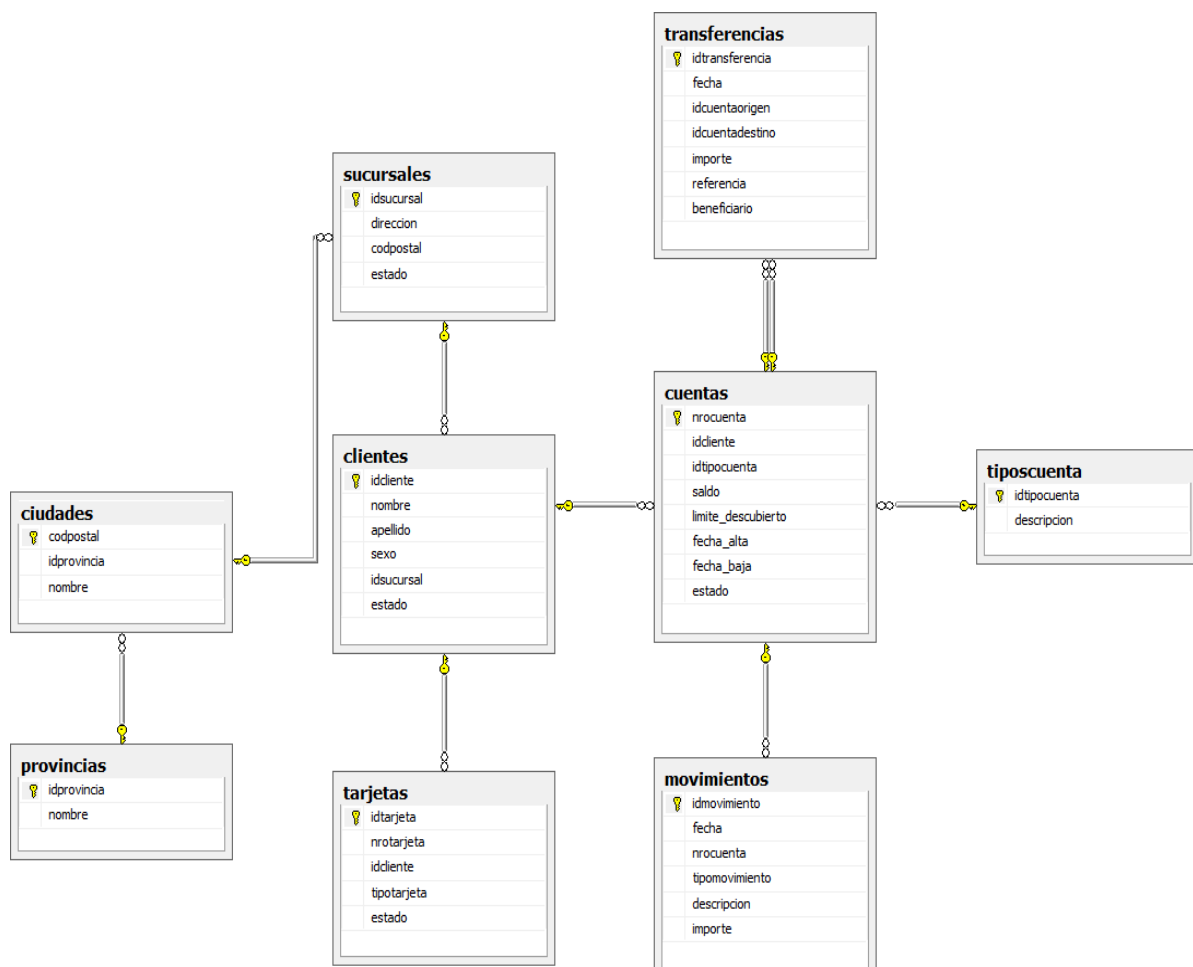 transferencias
idtransferencia
fecha
idcuentaorigen
idcuentadestino
importe
referencia
beneficiario
sucursales
idsucursal
direccion
codpostal
estado
cuentas
nrocuenta
idcliente
idtipocuenta
saldo
limite_descubierto
fecha_alta
fecha_baja
estado
clientes
idcliente
nombre
apellido
sexo
idsucursal
estado
tiposcuenta
idtipocuenta
descripcion
ciudades
codpostal
idprovincia
nombre
provincias
idprovincia
nombre
tarjetas
idtarjeta
nrotarjeta
idcliente
tipotarjeta
estado
movimientos
idmovimiento
fecha
nrocuenta
tipomovimiento
descripcion
importe